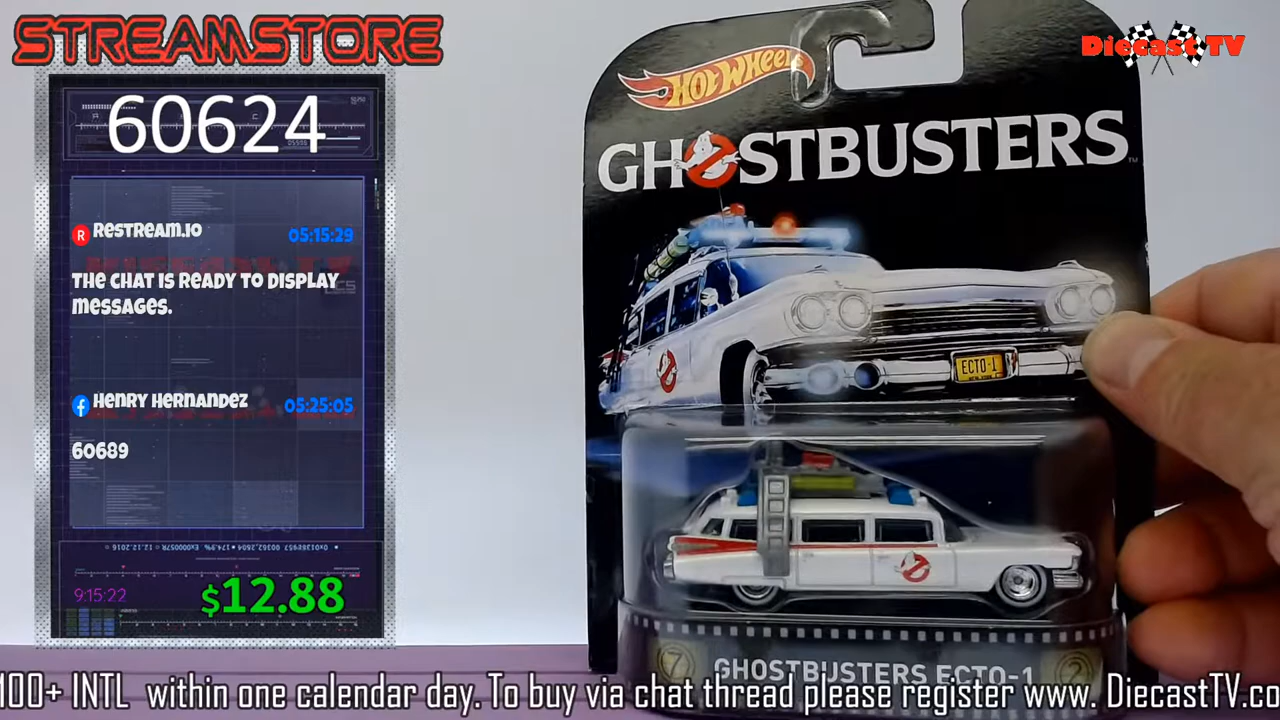 STREAMSTORE
60624
RESTREAM.IO 05:15:29
THE CHAT IS READY TO DISPLAY
MESSAGES.
HENRY HERNANDEZ 05:25:05
60689
9:15:22
$12.88
Diecast TV
HOT WHEELS
GHOSTBUSTERS
ECTO-1
GHOSTBUSTERS ECTO-1
100+ INTL within one calendar day. To buy via chat thread please register www. DiecastTV.co